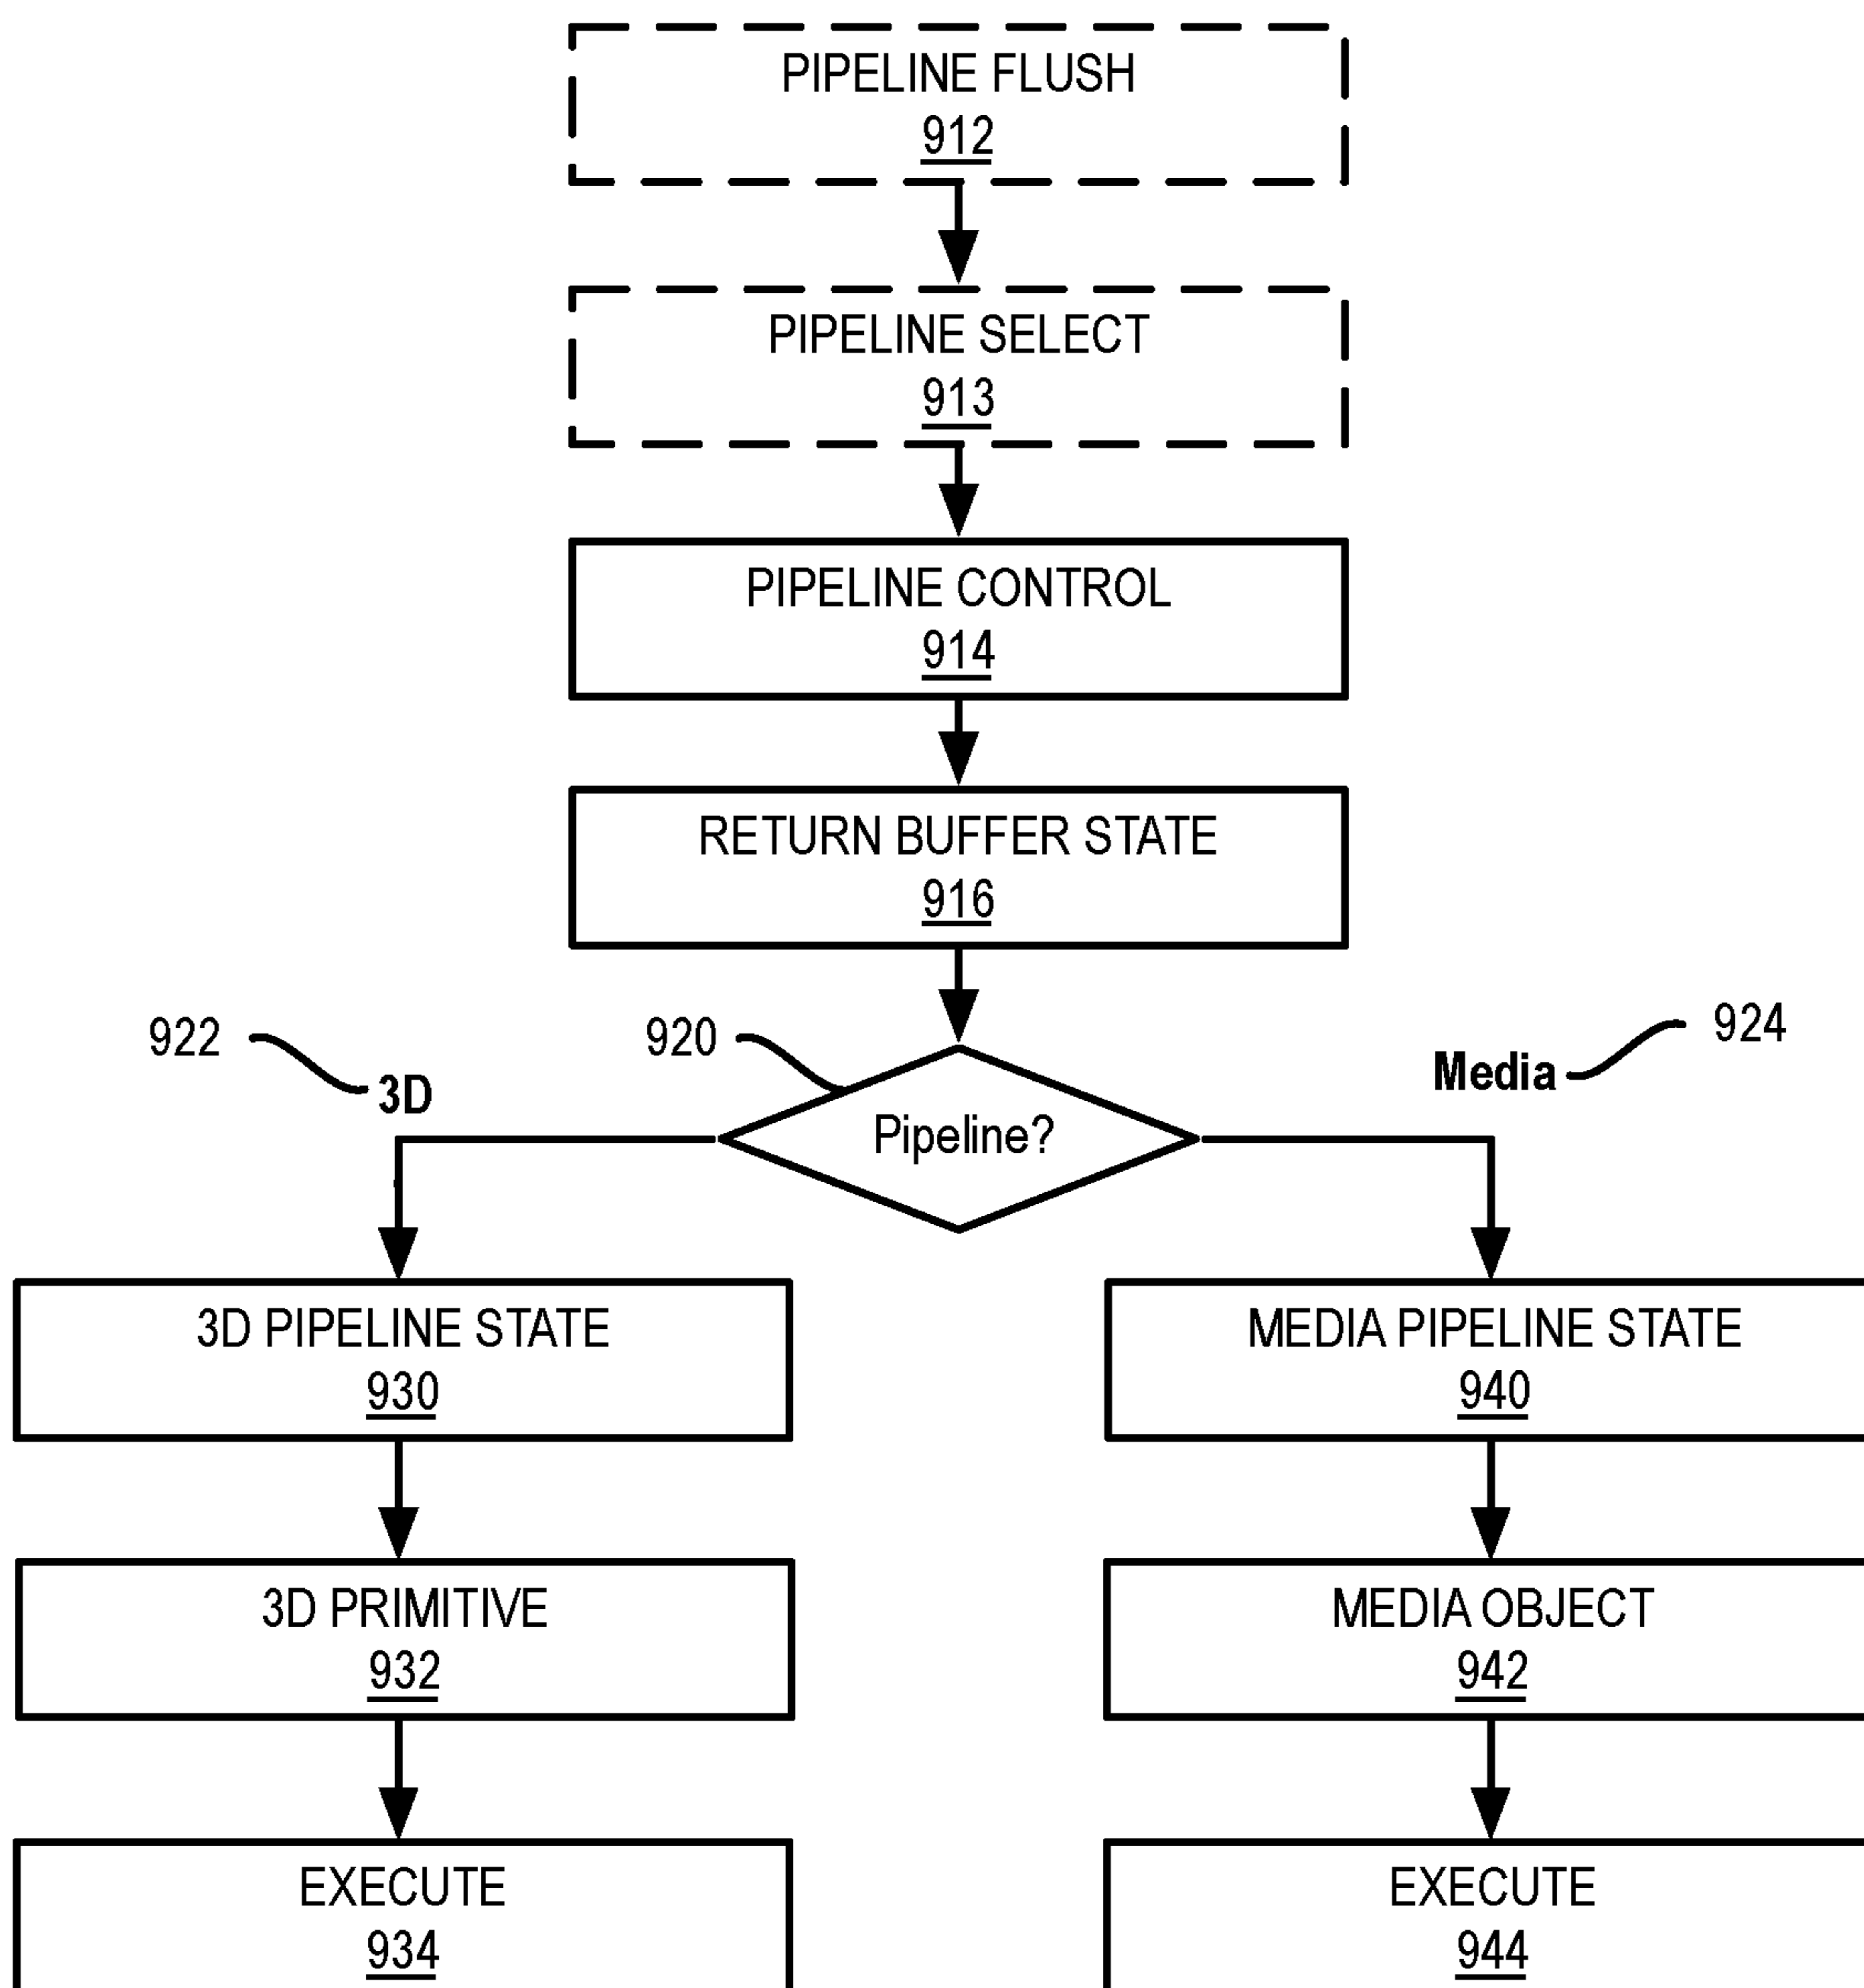 PIPELINE FLUSH
912
PIPELINE SELECT
913
PIPELINE CONTROL
914
RETURN BUFFER STATE
916
922
920
924
3D
Media
Pipeline?
3D PIPELINE STATE
930
MEDIA PIPELINE STATE
940
3D PRIMITIVE
932
MEDIA OBJECT
942
EXECUTE
934
EXECUTE
944